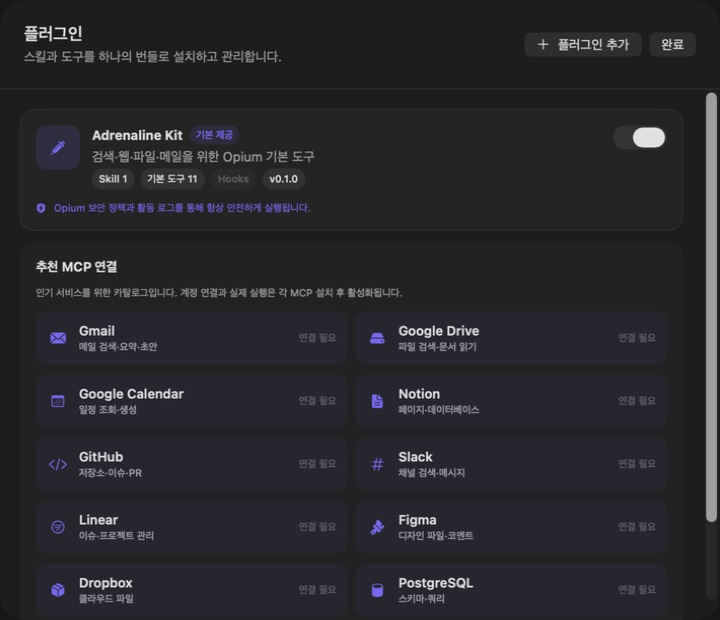 플러그인
스킬과 도구를 하나의 번들로 설치하고 관리합니다.
+ 플러그인 추가
완료
Adrenaline Kit 기본 제공
검색·웹·파일·메일을 위한 Opium 기본 도구
Skill 1 기본 도구 11 Hooks v0.1.0
Opium 보안 정책과 활동 로그를 통해 항상 안전하게 실행됩니다.
추천 MCP 연결
인기 서비스를 위한 카탈로그입니다. 계정 연결과 실제 실행은 각 MCP 설치 후 활성화됩니다.
Gmail
메일 검색·요약·초안
연결 필요
Google Drive
파일 검색·문서 읽기
연결 필요
Google Calendar
일정 조회·생성
연결 필요
Notion
페이지·데이터베이스
연결 필요
GitHub
저장소·이슈·PR
연결 필요
Slack
채널 검색·메시지
연결 필요
Linear
이슈·프로젝트 관리
연결 필요
Figma
디자인 파일·코멘트
연결 필요
Dropbox
클라우드 파일
연결 필요
PostgreSQL
스키마·쿼리
연결 필요